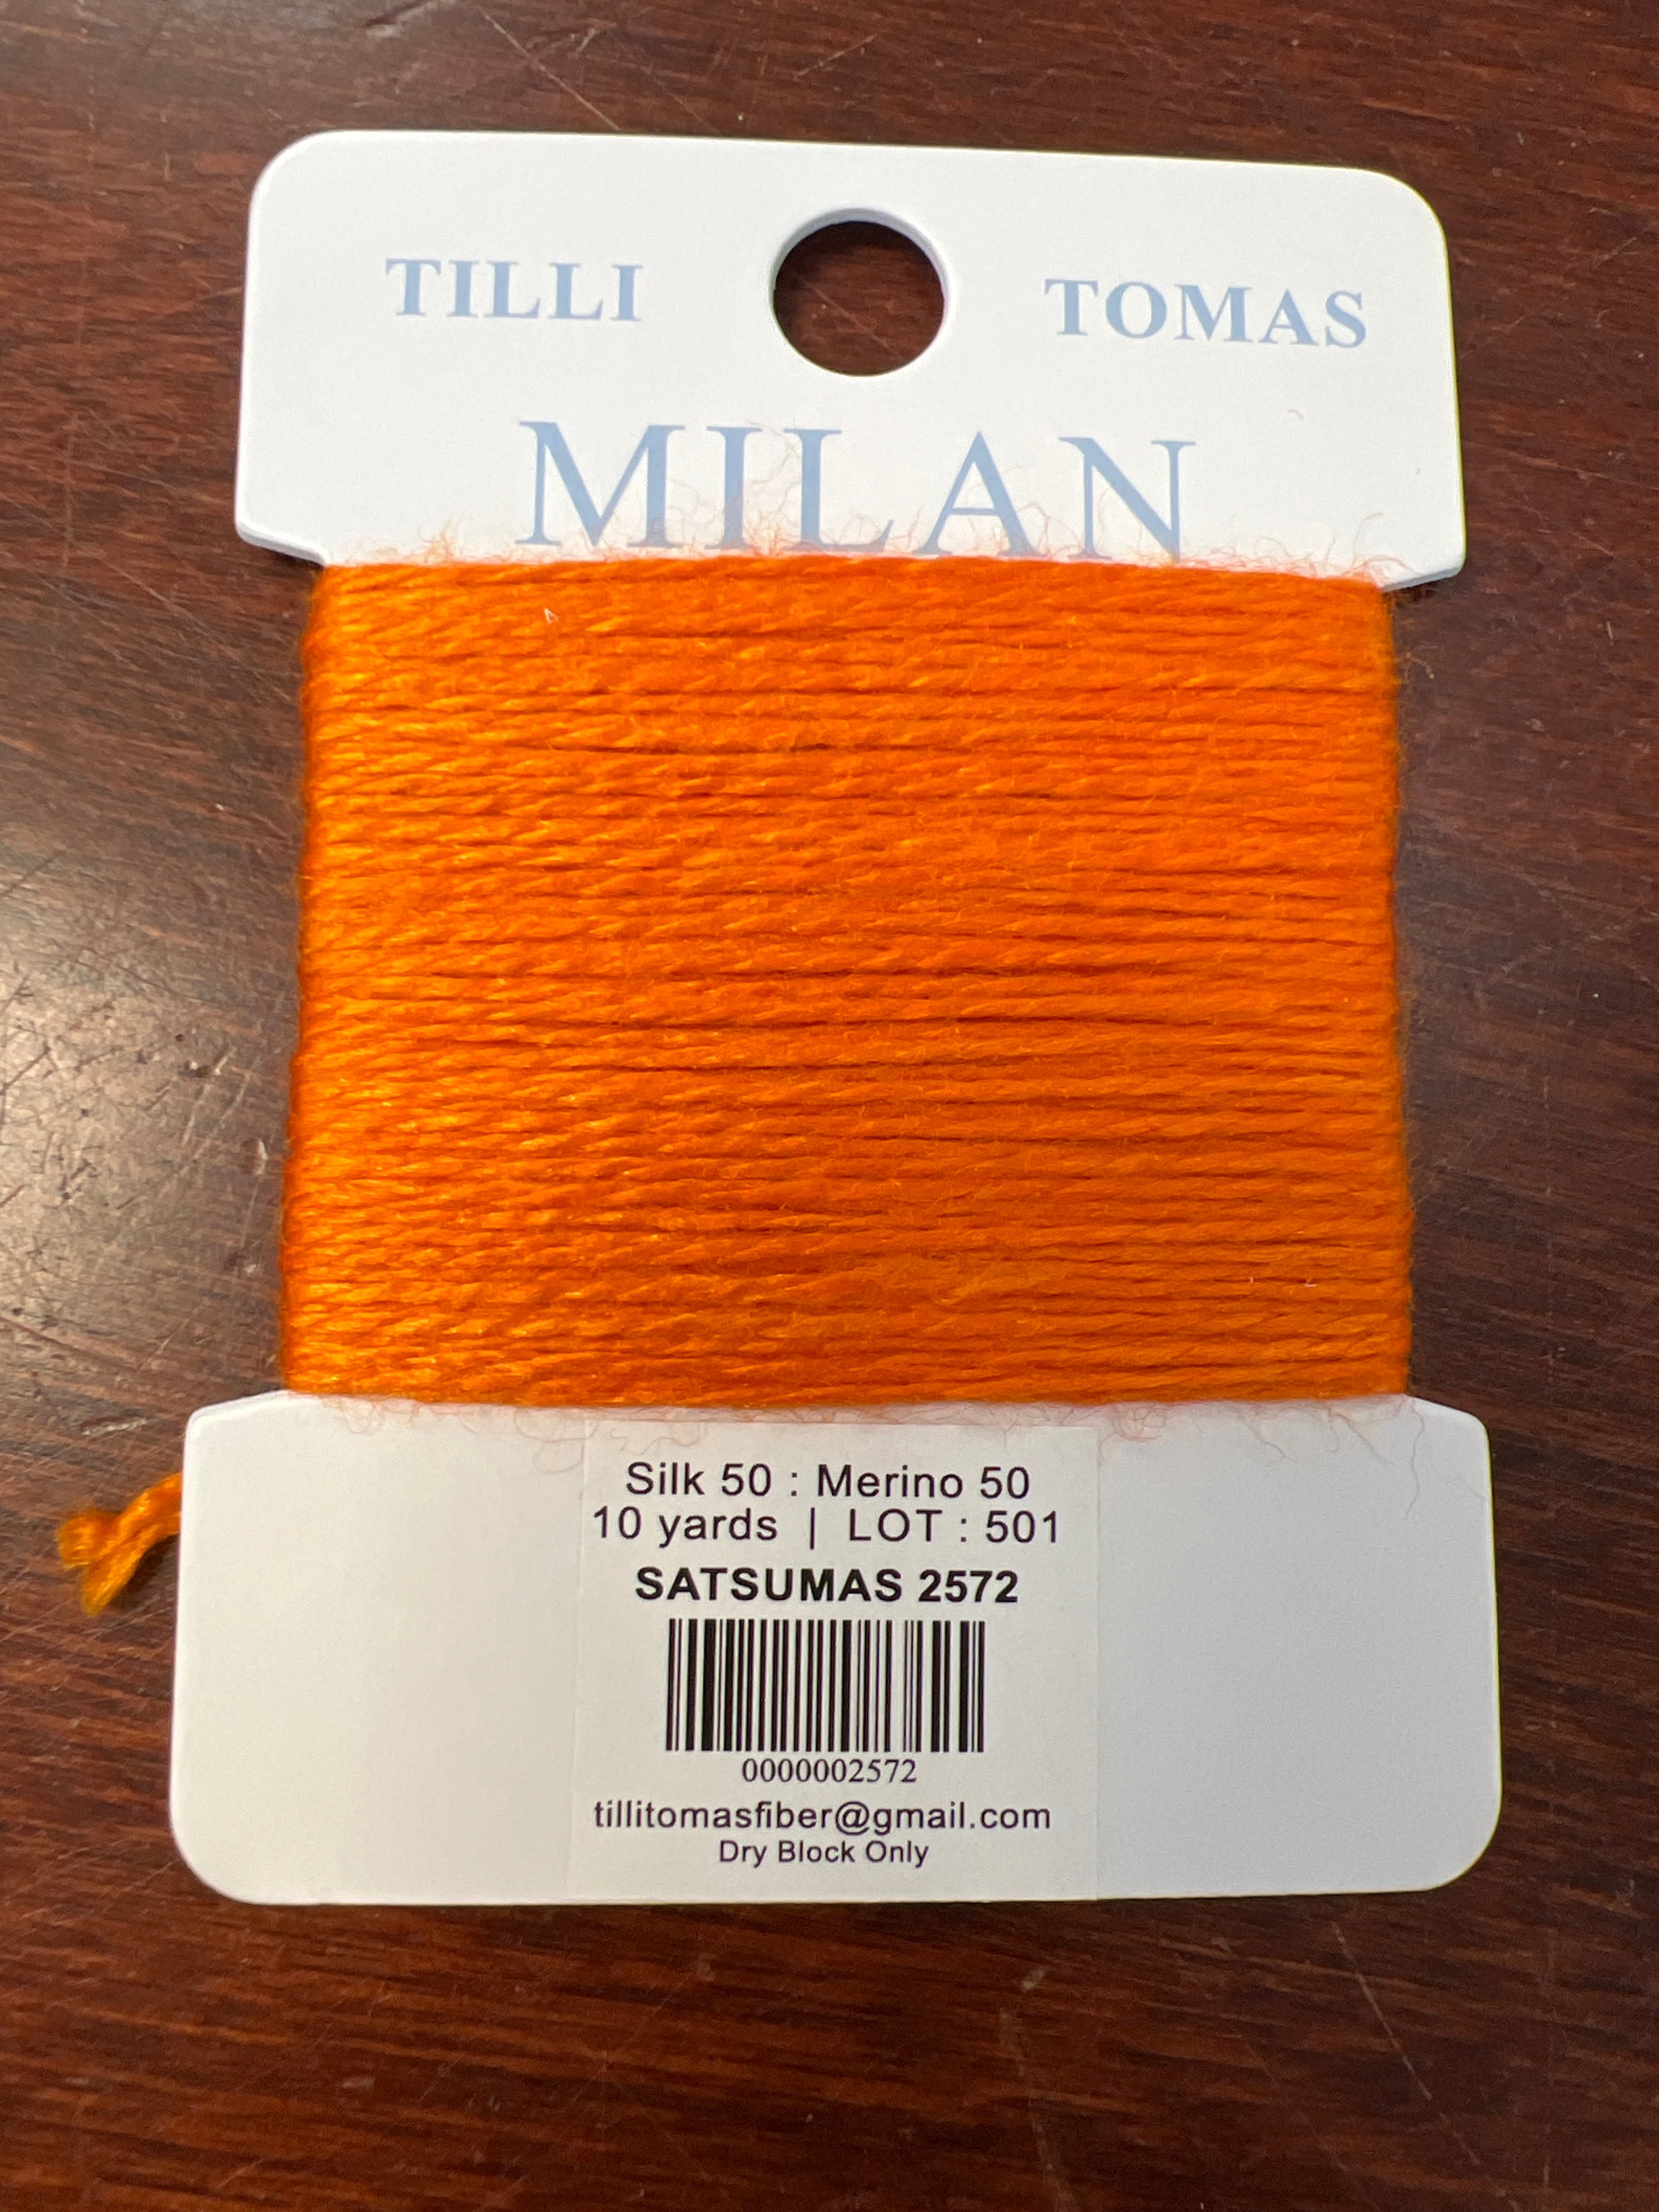 TILLI TOMAS
MILAN
Silk 50 : Merino 50
10 yards | LOT : 501
SATSUMAS 2572
0000002572
tillitomasfiber@gmail.com
Dry Block Only